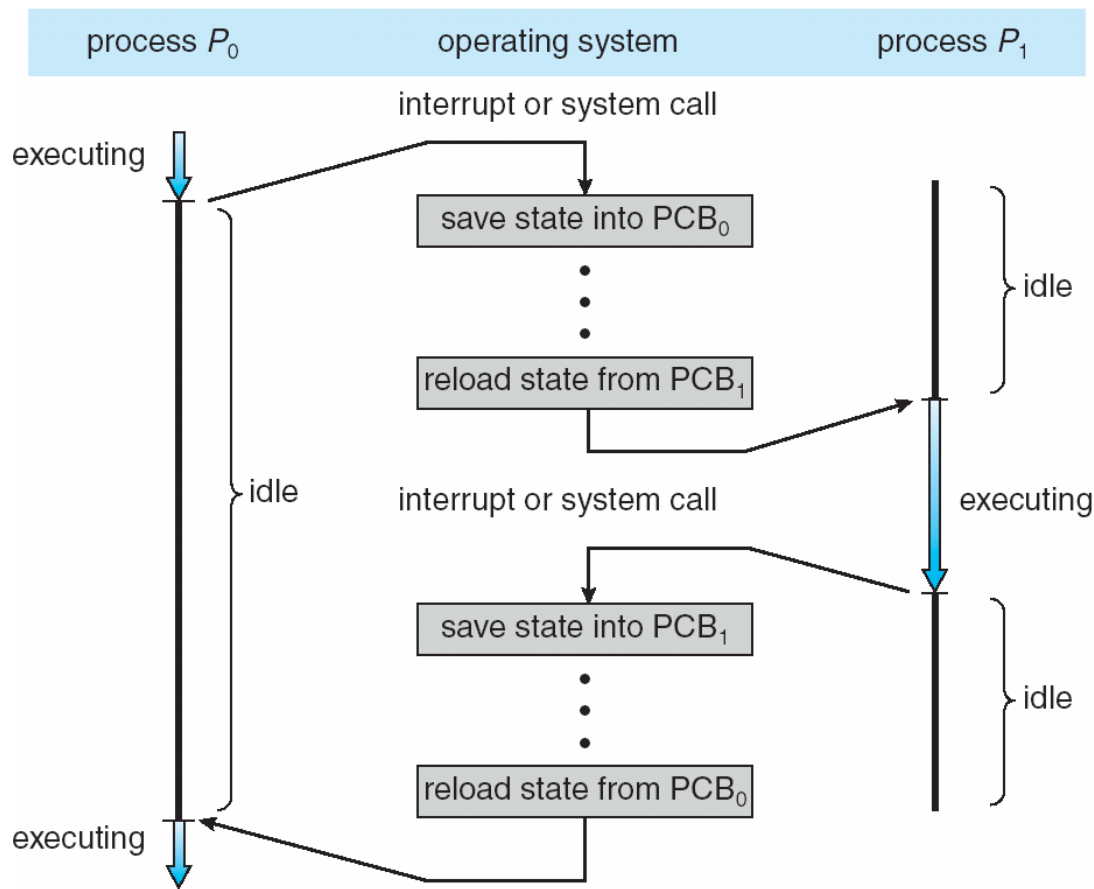 process P₀ operating system process P₁
interrupt or system call
executing
save state into PCB₀
idle
reload state from PCB₁
idle
interrupt or system call
executing
save state into PCB₁
idle
reload state from PCB₀
executing